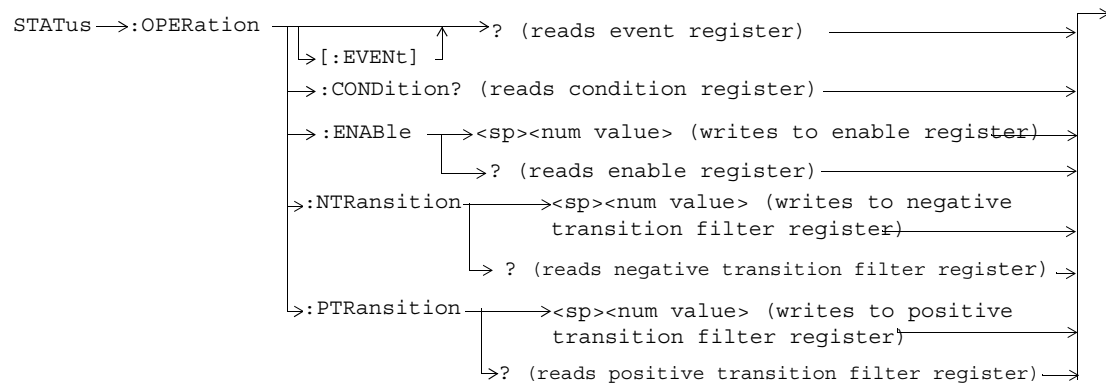 STATus :OPERation ? (reads event register)
[:EVENt]
:CONDition? (reads condition register)
:ENABle <sp><num value> (writes to enable register)
? (reads enable register)
:NTRansition <sp><num value> (writes to negative
transition filter register)
? (reads negative transition filter register)
:PTRansition <sp><num value> (writes to positive
transition filter register)
? (reads positive transition filter register)